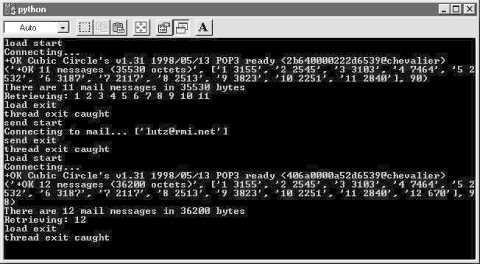 python
Auto
A
load start
Connecting...
+OK Cubic Circle's v1.31 1998/05/13 POP3 ready <2b640000222d6539@chevalier>
('+OK 11 messages (35530 octets)', ['1 3155', '2 2545', '3 3103', '4 7464', '5 2
532', '6 3187', '7 2117', '8 2513', '9 3823', '10 2251', '11 2840'], 90)
There are 11 mail messages in 35530 bytes
Retrieving: 1 2 3 4 5 6 7 8 9 10 11
load exit
thread exit caught
send start
Connecting to mail... ['lutz@rmi.net']
send exit
thread exit caught
load start
Connecting...
+OK Cubic Circle's v1.31 1998/05/13 POP3 ready <406a0000a52d6539@chevalier>
('+OK 12 messages (36200 octets)', ['1 3155', '2 2545', '3 3103', '4 7464', '5 2
532', '6 3187', '7 2117', '8 2513', '9 3823', '10 2251', '11 2840', '12 670'], 9
8)
There are 12 mail messages in 36200 bytes
Retrieving: 12
load exit
thread exit caught